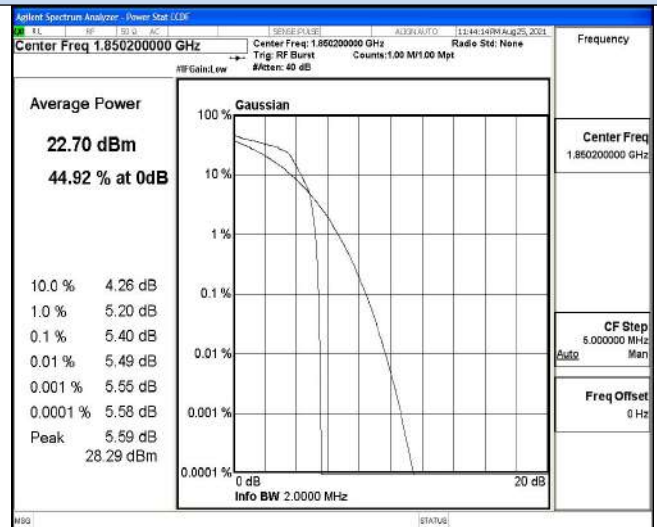 Agilent Spectrum Analyzer - Power Stat CCDF
RL RF 50 Ω AC SENSE:PULSE ALIGNAUTO 11:44:14 PM Aug 25, 2021
Center Freq 1.850200000 GHz
Center Freq: 1.850200000 GHz Radio Std: None
Trig: RF Burst Counts:1.00 M/1.00 Mpt
#IFGain:Low #Atten: 40 dB
Frequency
Average Power
22.70 dBm
44.92 % at 0dB
10.0 % 4.26 dB
1.0 % 5.20 dB
0.1 % 5.40 dB
0.01 % 5.49 dB
0.001 % 5.55 dB
0.0001 % 5.58 dB
Peak 5.59 dB
28.29 dBm
Gaussian
100 %
10 %
1 %
0.1 %
0.01 %
0.001 %
0.0001 %
0 dB 20 dB
Info BW 2.0000 MHz
Center Freq
1.850200000 GHz
CF Step
5.000000 MHz
Auto Man
Freq Offset
0 Hz
MSG STATUS